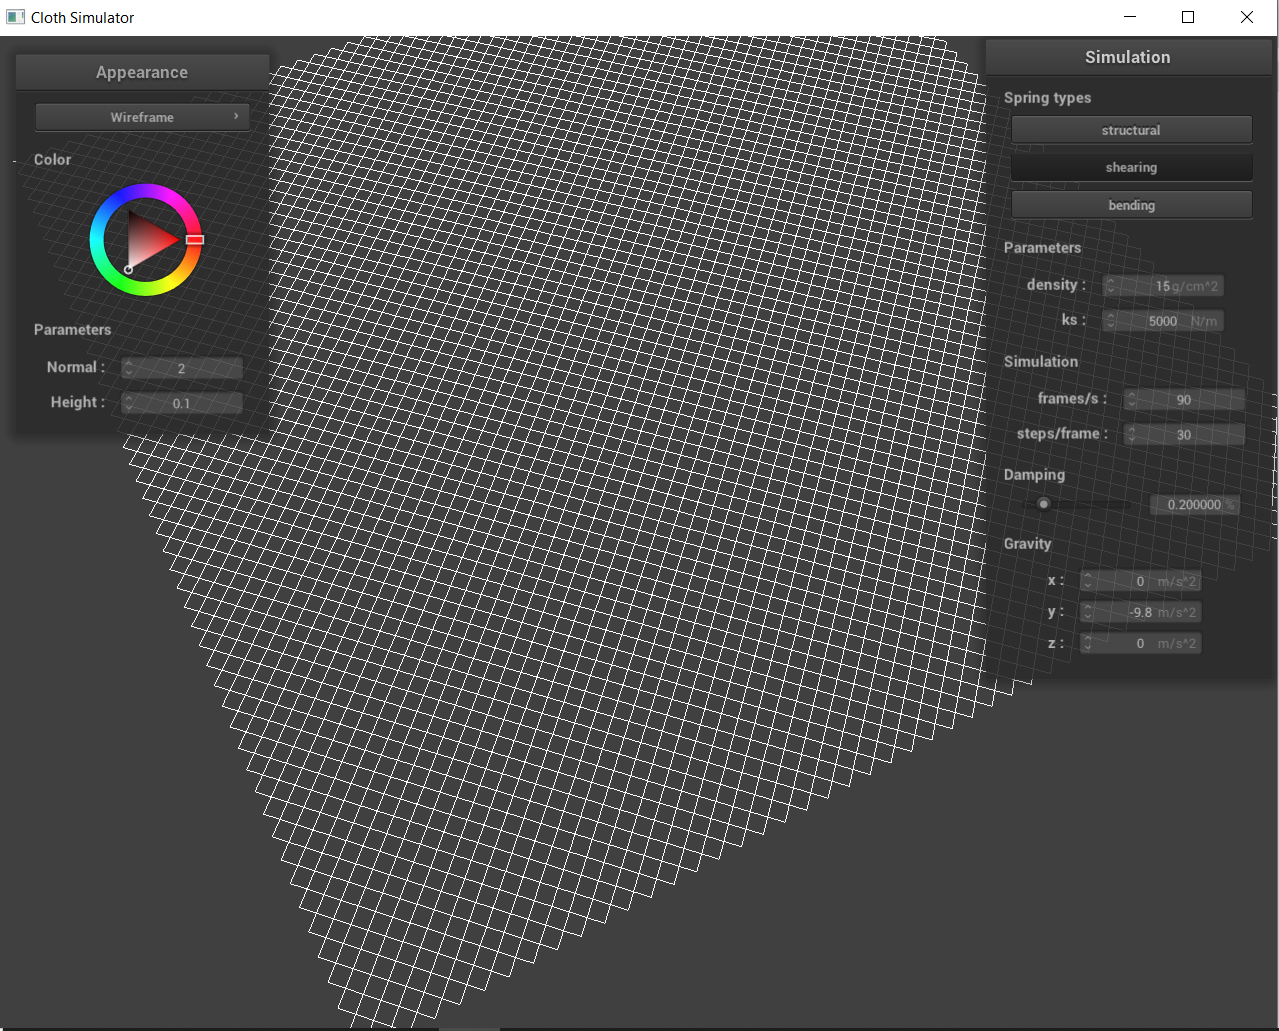 Cloth Simulator
Appearance
Wireframe
Color
Parameters
Normal : 2
Height : 0.1
Simulation
Spring types
structural
shearing
bending
Parameters
density : 15 g/cm^2
ks : 5000 N/m
Simulation
frames/s : 90
steps/frame : 30
Damping
0.200000 %
Gravity
x : 0 m/s^2
y : -9.8 m/s^2
z : 0 m/s^2